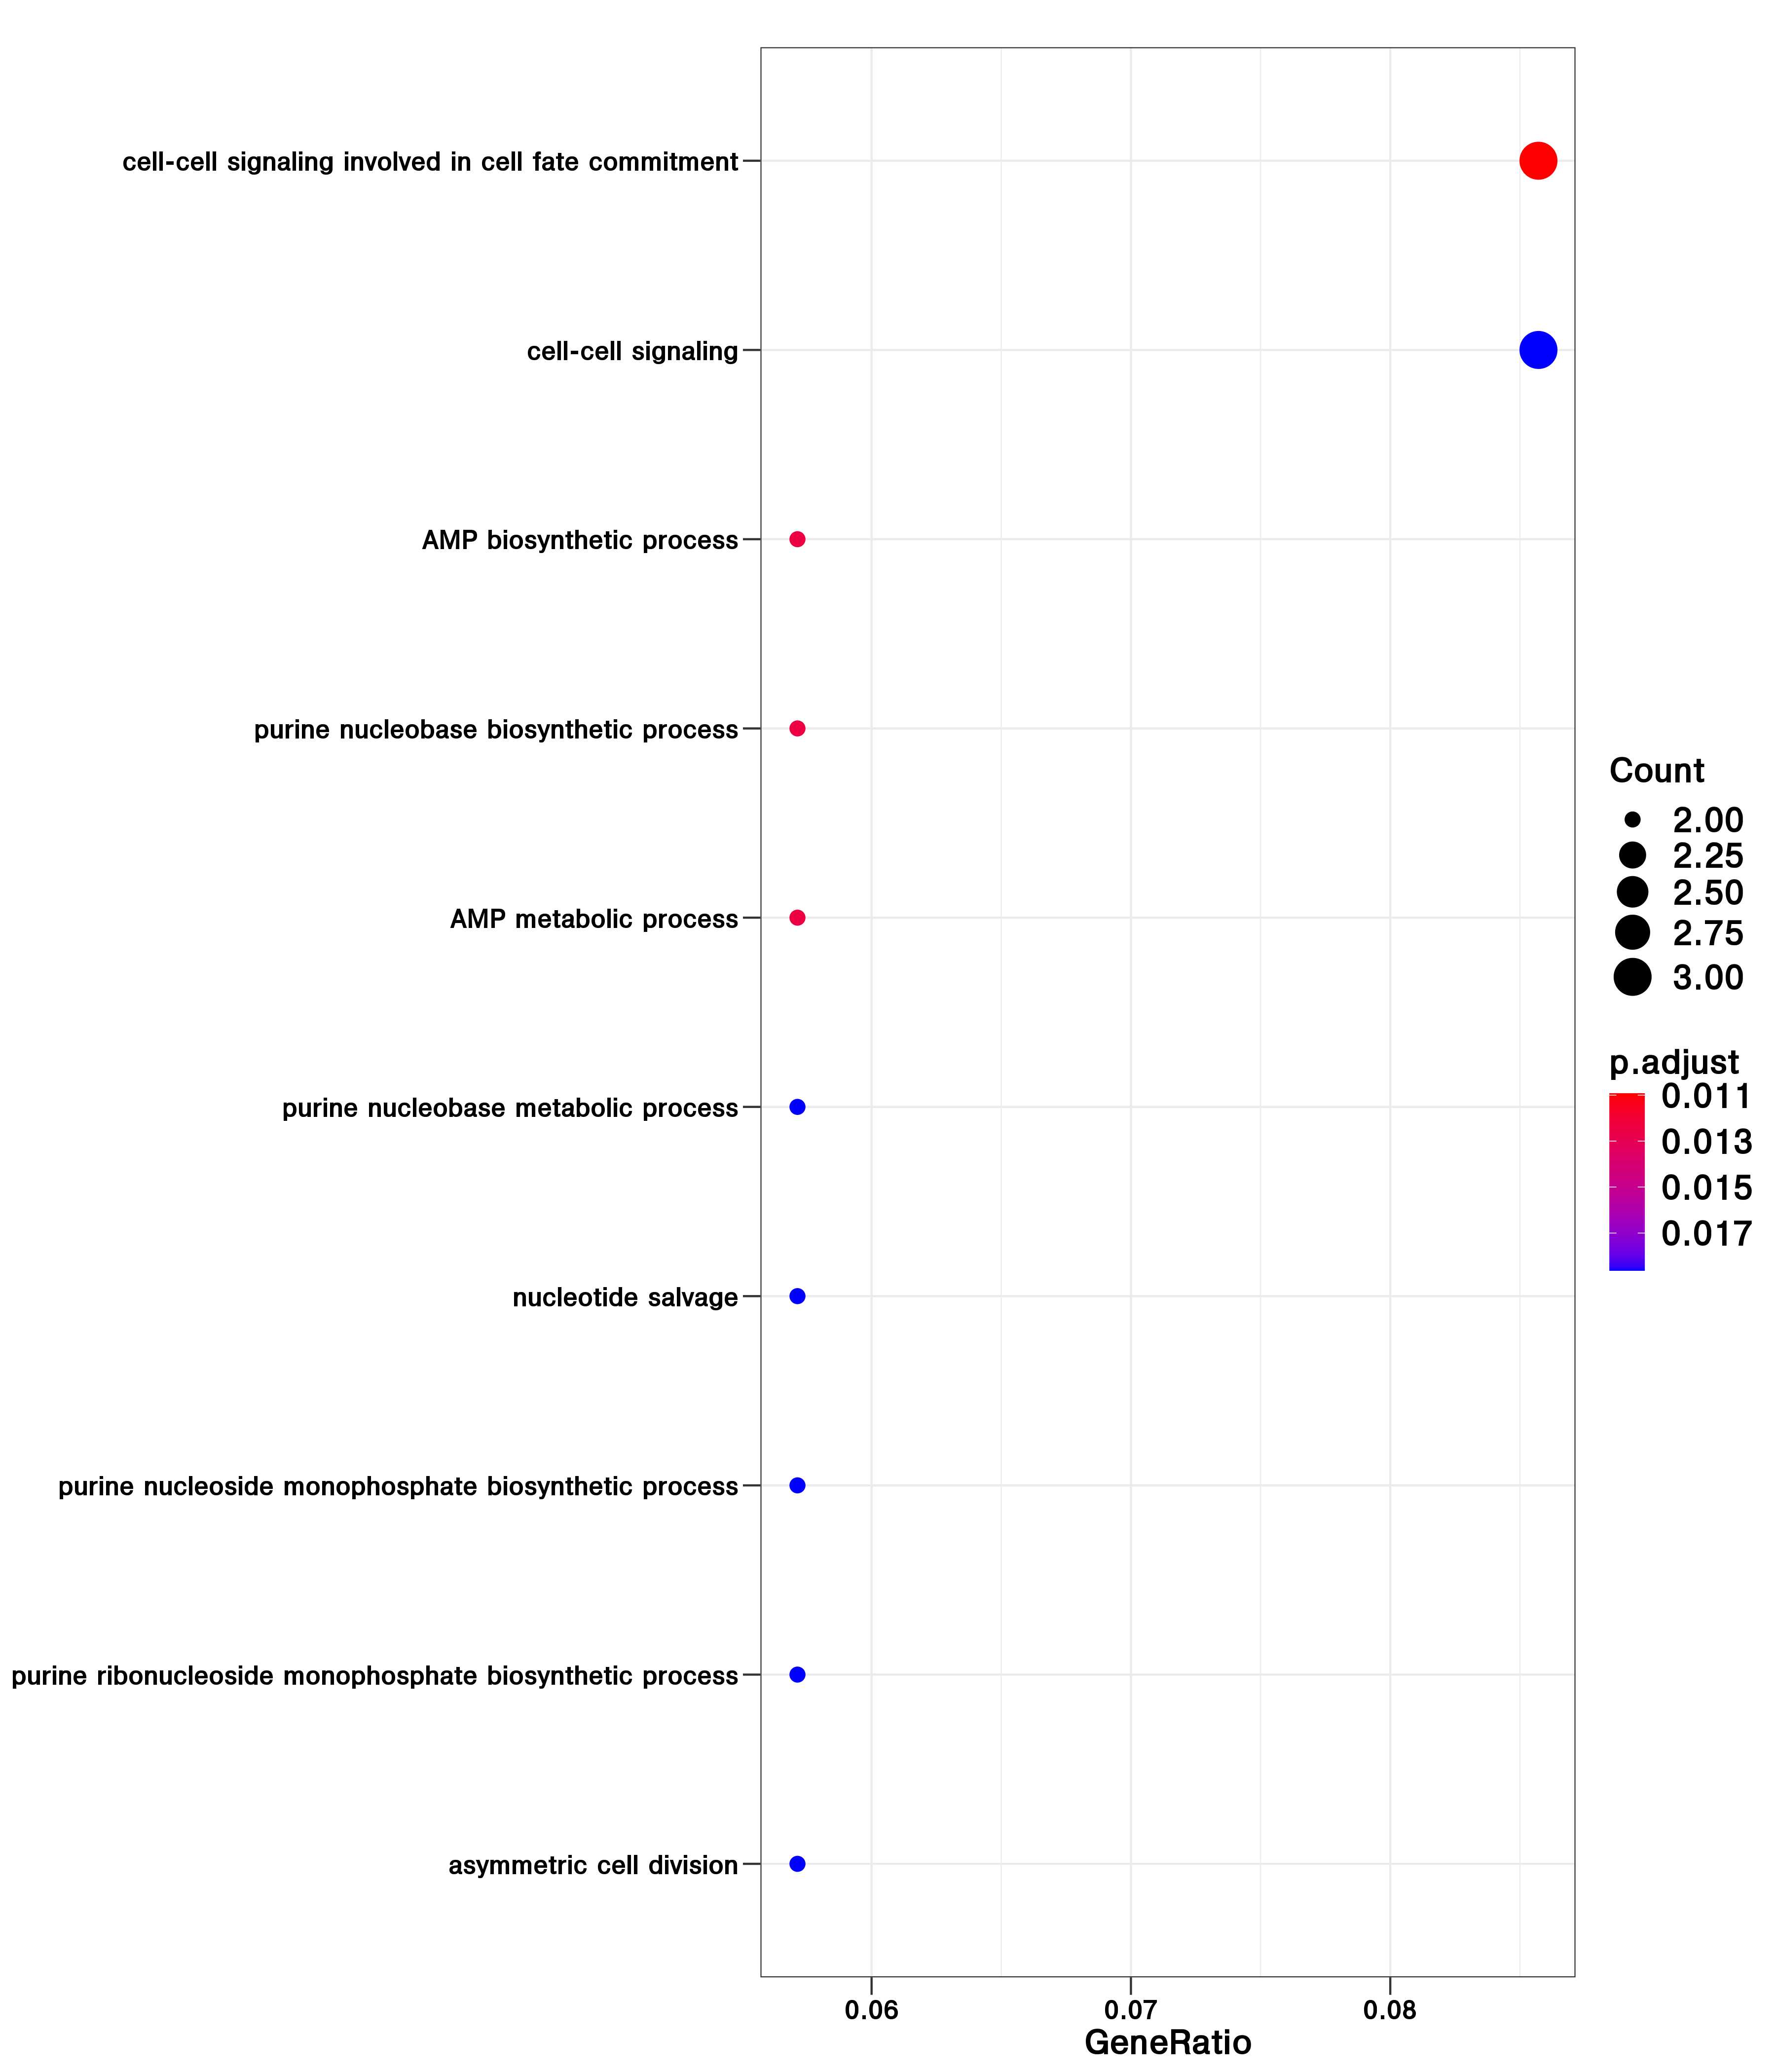 cell-cell signaling involved in cell fate commitment
cell-cell signaling
AMP biosynthetic process
purine nucleobase biosynthetic process
AMP metabolic process
purine nucleobase metabolic process
nucleotide salvage
purine nucleoside monophosphate biosynthetic process
purine ribonucleoside monophosphate biosynthetic process
asymmetric cell division
0.06 0.07 0.08
GeneRatio
Count
2.00
2.25
2.50
2.75
3.00
p.adjust
0.011
0.013
0.015
0.017